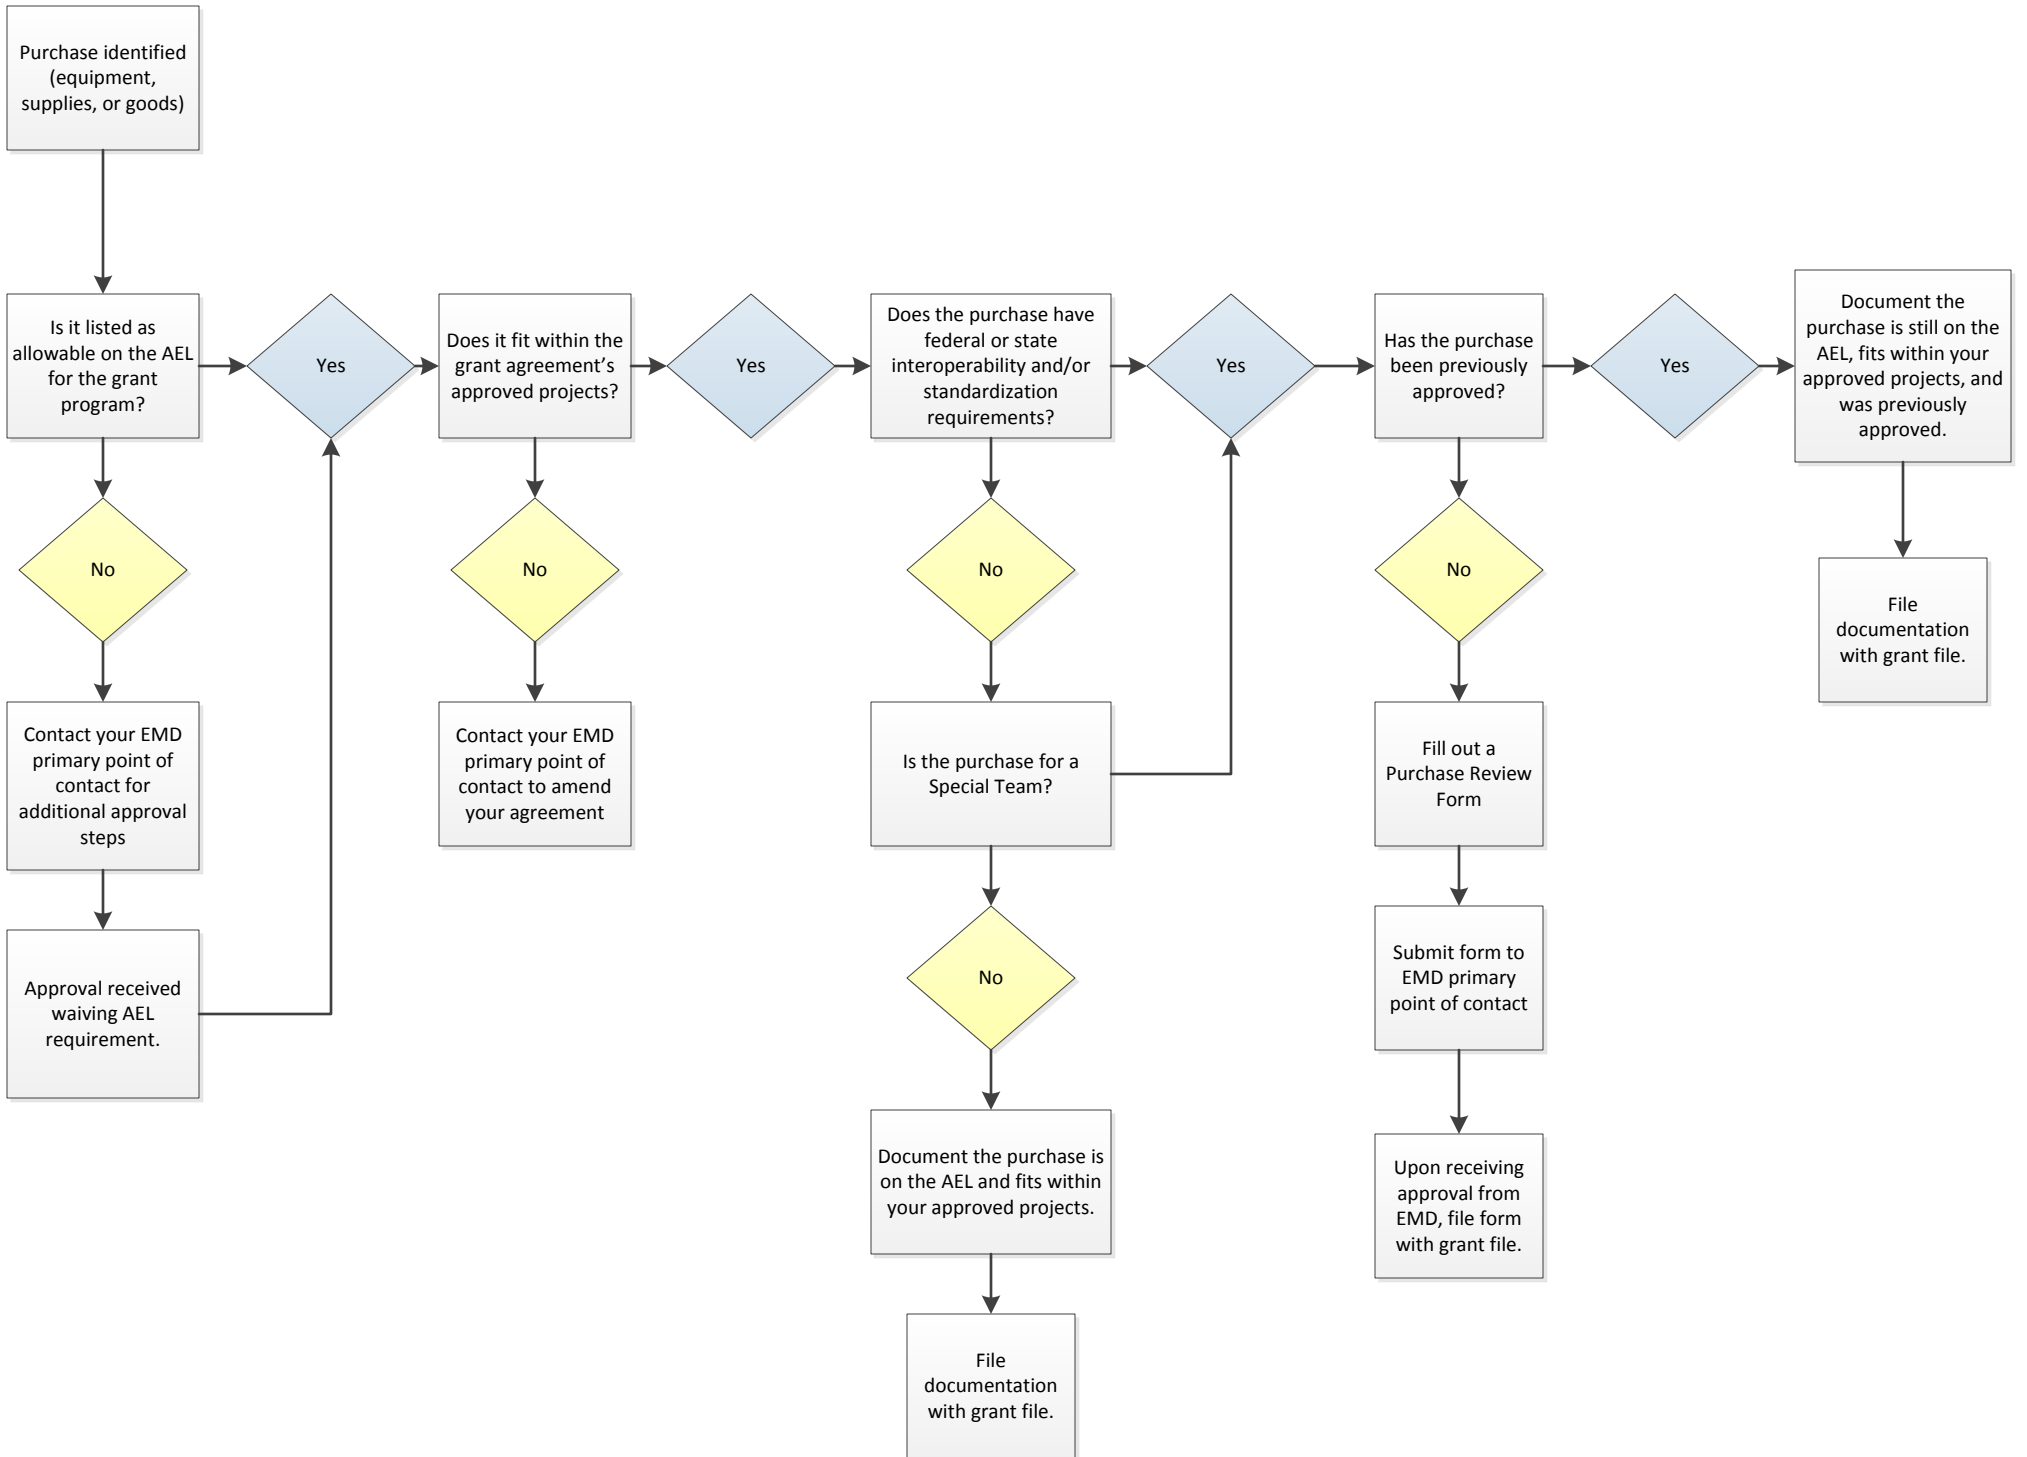 Purchase identified
(equipment,
supplies, or goods)
Is it listed as
allowable on the AEL
for the grant
program?
Yes
Does it fit within the
grant agreement's
approved projects?
Yes
Does the purchase have
federal or state
interoperability and/or
standardization
requirements?
Yes
Has the purchase
been previously
approved?
Yes
Document the
purchase is still on the
AEL, fits within your
approved projects, and
was previously
approved.
No
No
No
No
File
documentation
with grant file.
Contact your EMD
primary point of
contact for
additional approval
steps
Contact your EMD
primary point of
contact to amend
your agreement
Is the purchase for a
Special Team?
Fill out a
Purchase Review
Form
Approval received
waiving AEL
requirement.
No
Submit form to
EMD primary
point of contact
Document the purchase is
on the AEL and fits within
your approved projects.
Upon receiving
approval from
EMD, file form
with grant file.
File
documentation
with grant file.